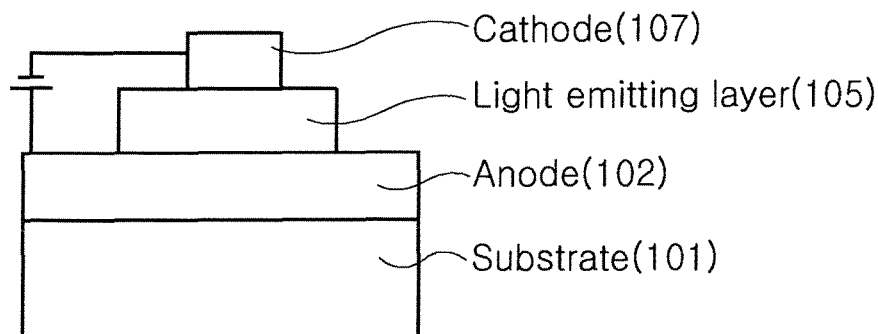 Cathode(107)
Light emitting layer(105)
Anode(102)
Substrate(101)